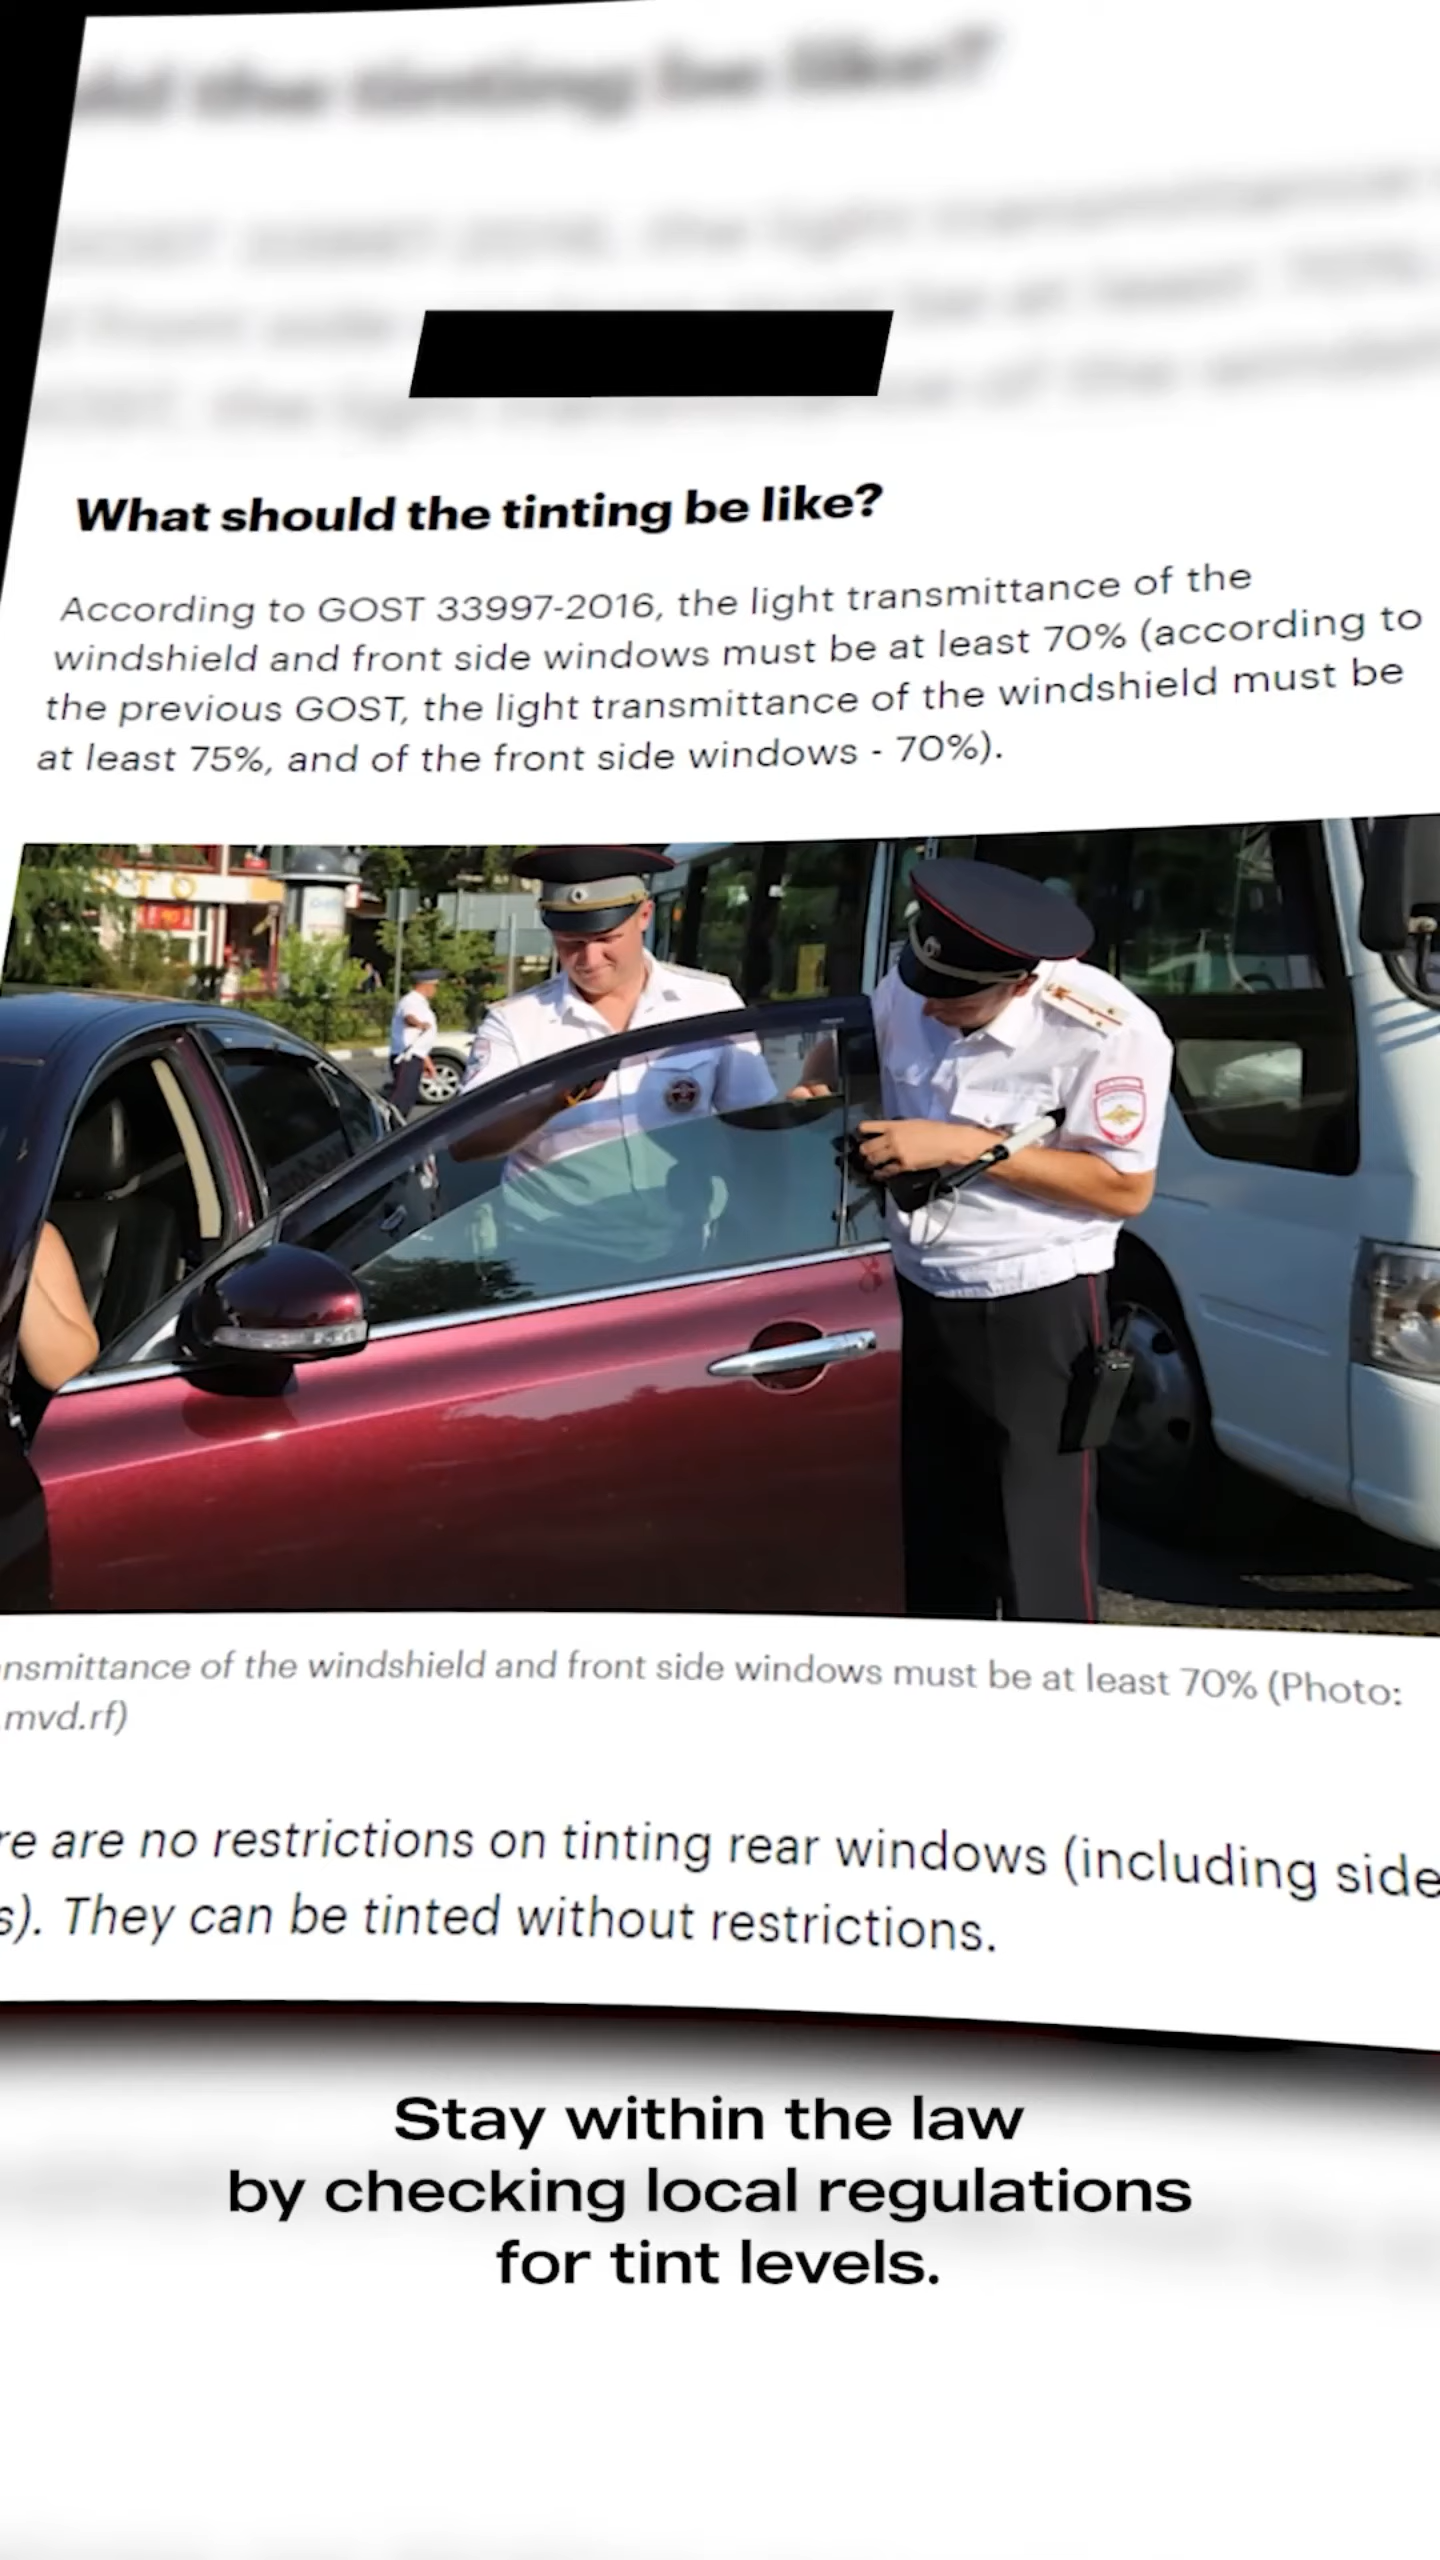 What should the tinting be like?
According to GOST 33997-2016, the light transmittance of the
windshield and front side windows must be at least 70% (according to
the previous GOST, the light transmittance of the windshield must be
at least 75%, and of the front side windows - 70%).
nsmittance of the windshield and front side windows must be at least 70% (Photo:
.mvd.rf)
re are no restrictions on tinting rear windows (including side
s). They can be tinted without restrictions.
Stay within the law
by checking local regulations
for tint levels.